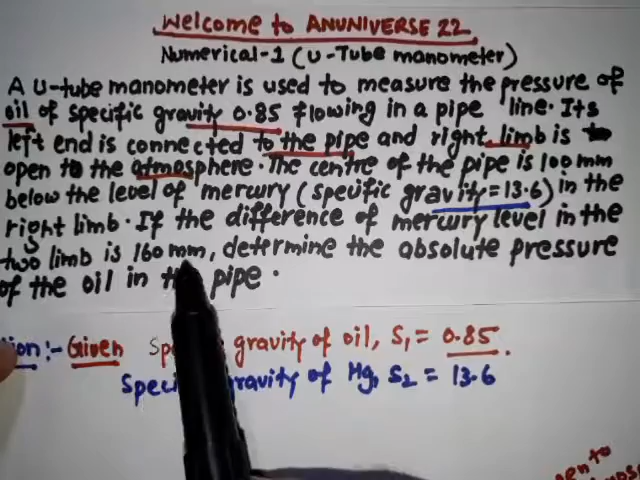 Welcome to ANUNIVERSE 22
Numerical-1 (U-Tube manometer)
A U-tube manometer is used to measure the pressure of
oil of specific gravity 0.85 flowing in a pipe line. Its
left end is connected to the pipe and right limb is to
open to the atmosphere. The centre of the pipe is 100 mm
below the level of mercury (specific gravity = 13.6) in the
right limb. If the difference of mercury level in the
two limb is 160 mm, determine the absolute pressure
of the oil in the pipe.
:- Given gravity of oil, S₁ = 0.85.
gravity of Hg, S₂ = 13.6
to